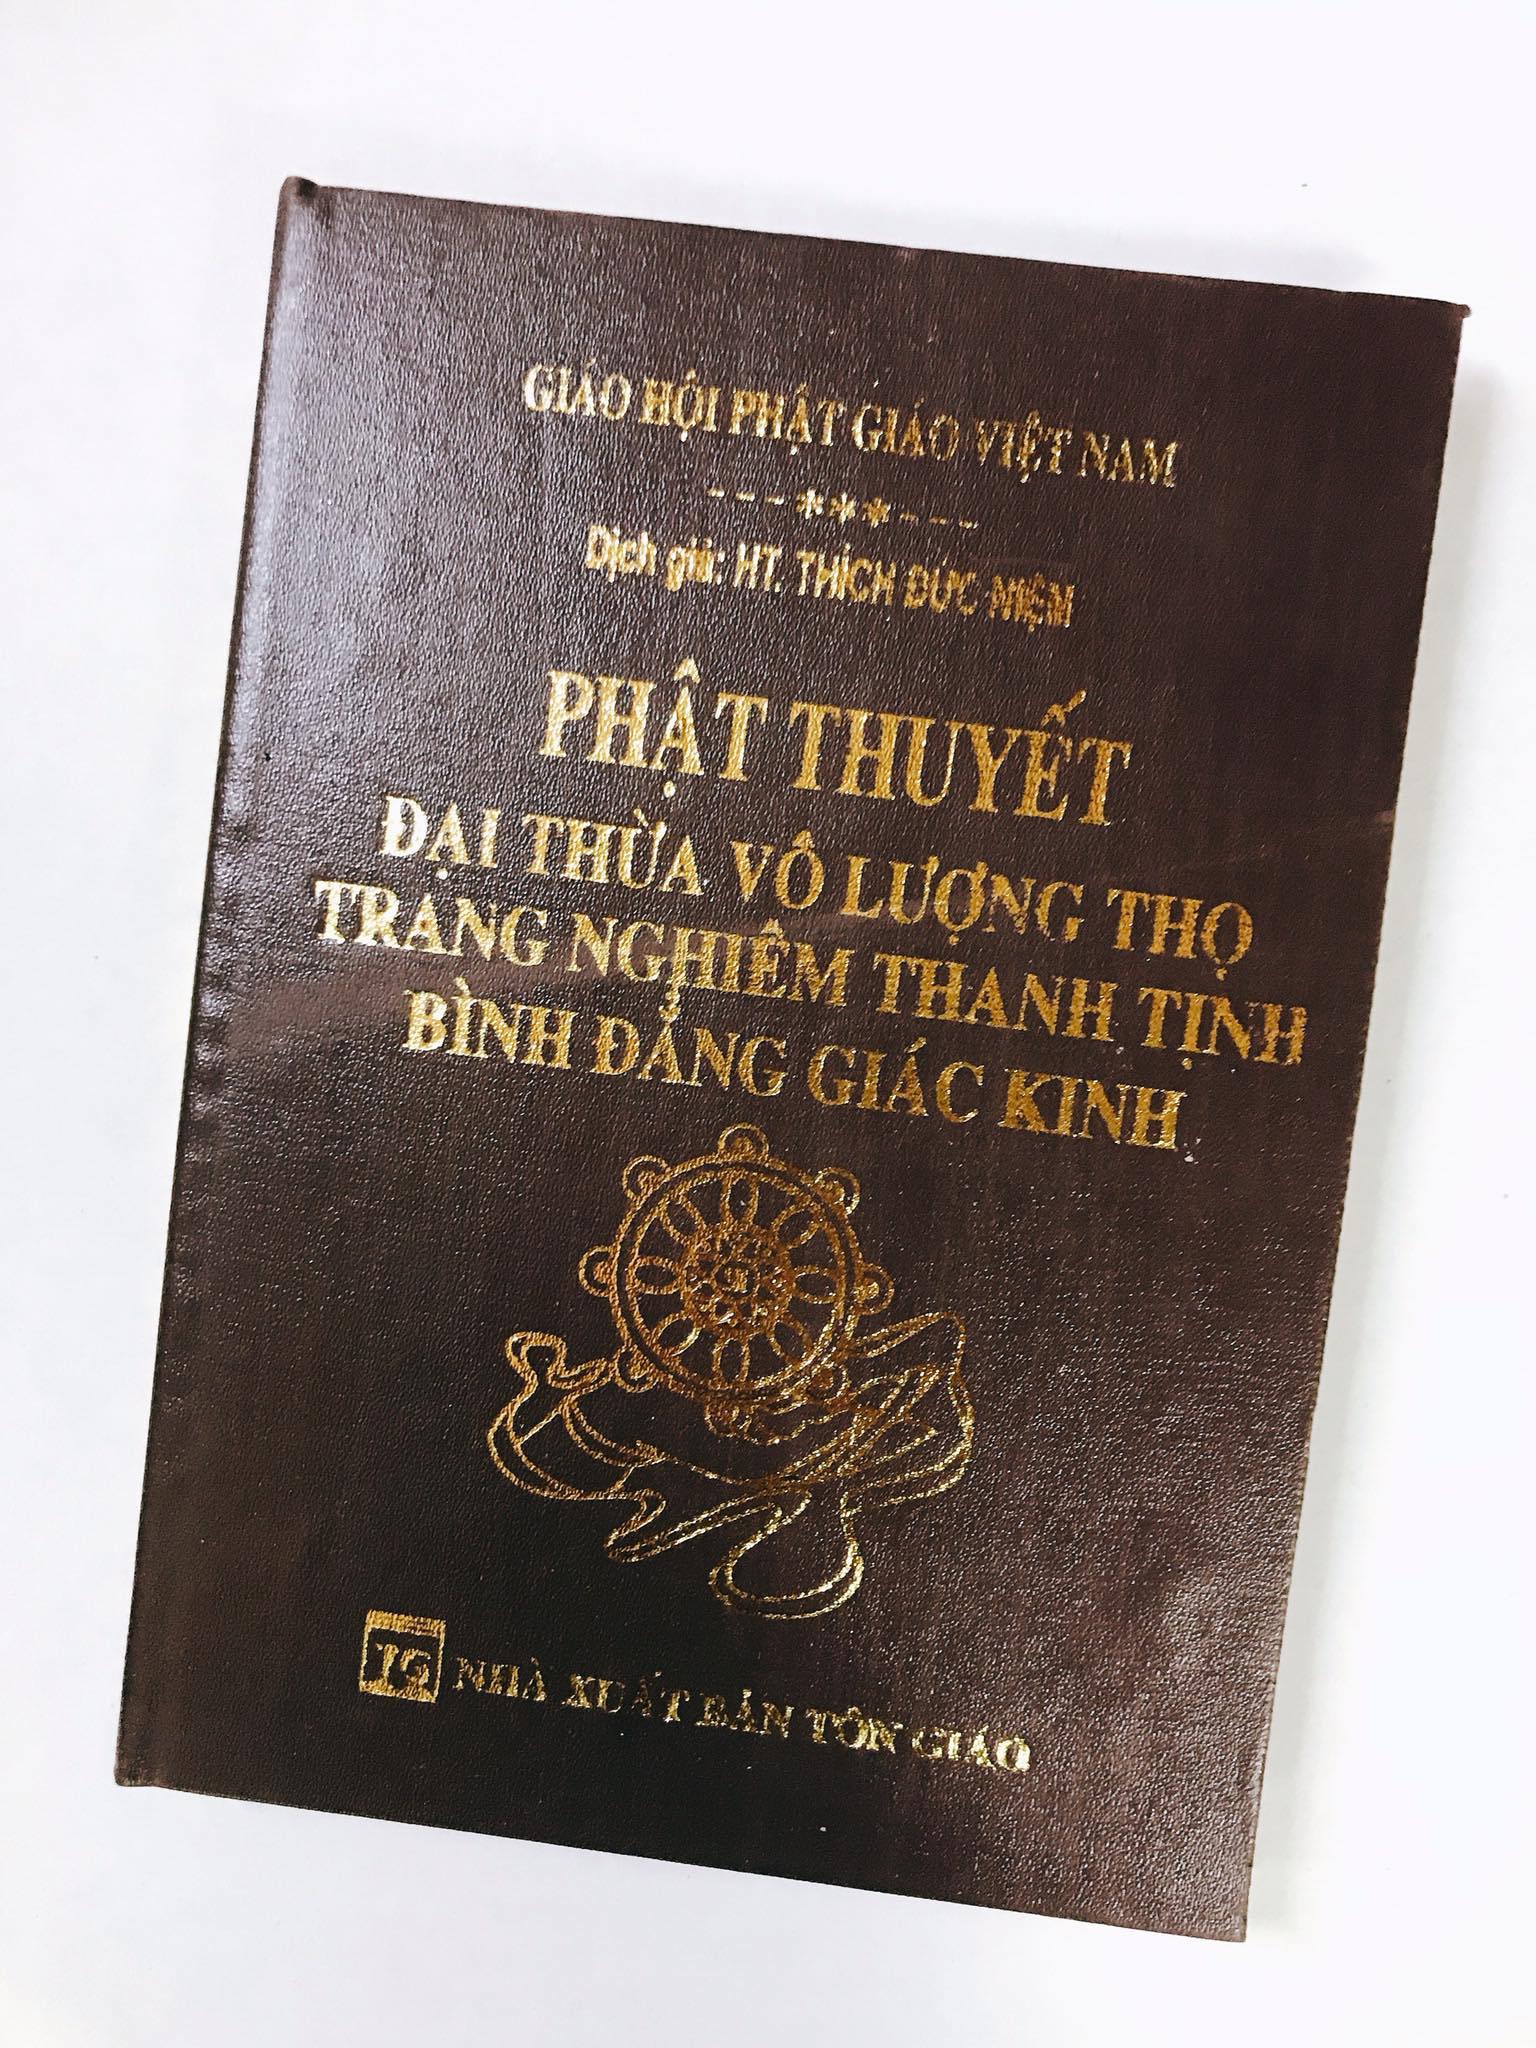 GIÁO HỘI PHẬT GIÁO VIỆT NAM
---***---
Dịch giả: HT. THÍCH ĐỨC NIỆM
PHẬT THUYẾT
ĐẠI THỪA VÔ LƯỢNG THỌ
TRANG NGHIÊM THANH TỊNH
BÌNH ĐẲNG GIÁC KINH
TG NHÀ XUẤT BẢN TÔN GIÁO